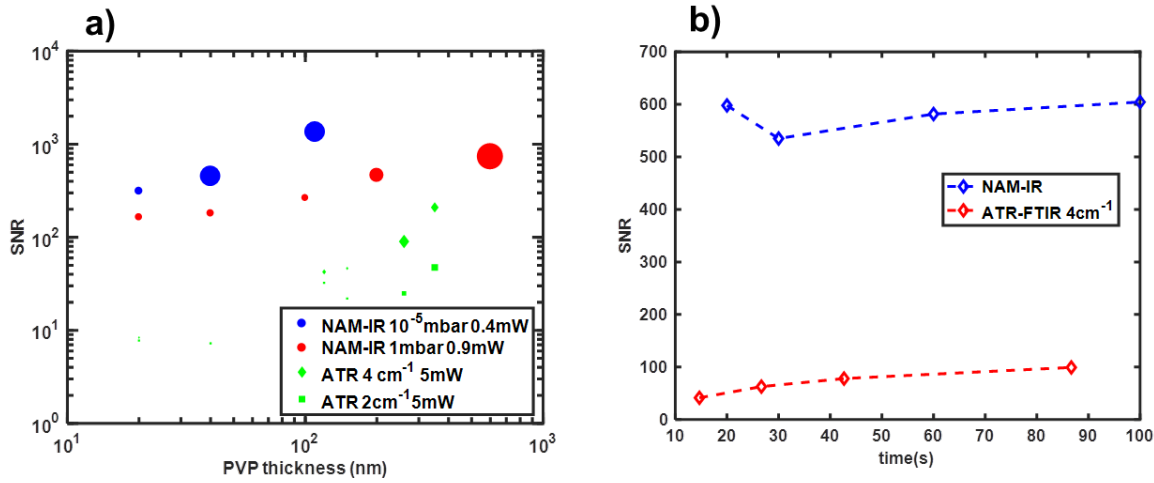 a)
10^4
10^3
10^2
10^1
10^0
SNR
10^1
10^2
10^3
PVP thickness (nm)
NAM-IR 10^-5 mbar 0.4mW
NAM-IR 1mbar 0.9mW
ATR 4 cm^-1 5mW
ATR 2cm^-1 5mW
b)
700
600
500
400
300
200
100
0
SNR
10
20
30
40
50
60
70
80
90
100
time(s)
NAM-IR
ATR-FTIR 4cm^-1